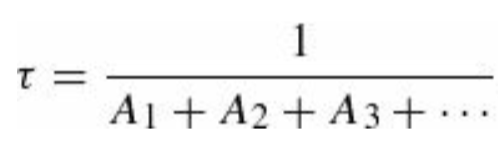 τ = 1 / (A1 + A2 + A3 + ···)